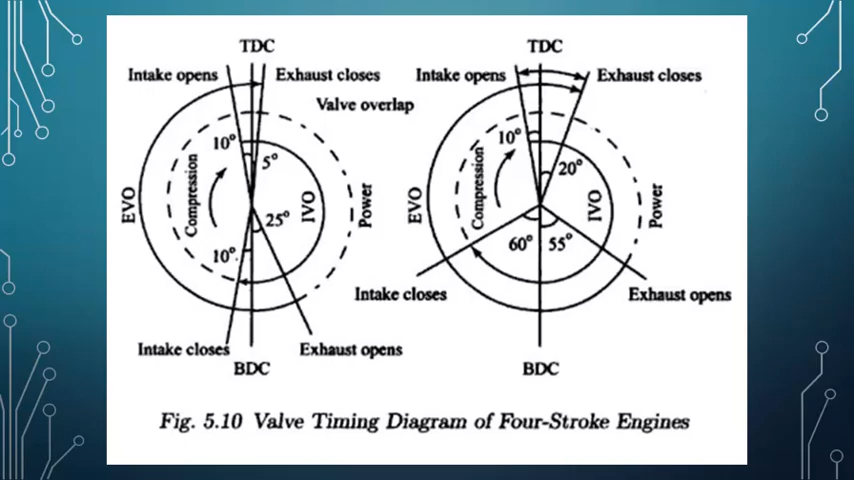 TDC
Intake opens
Exhaust closes
Valve overlap
10°
5°
EVO
Compression
IVO
Power
25°
10°
Intake closes
Exhaust opens
BDC
TDC
Intake opens
Exhaust closes
10°
20°
EVO
Compression
IVO
Power
60°
55°
Intake closes
Exhaust opens
BDC
Fig. 5.10 Valve Timing Diagram of Four-Stroke Engines